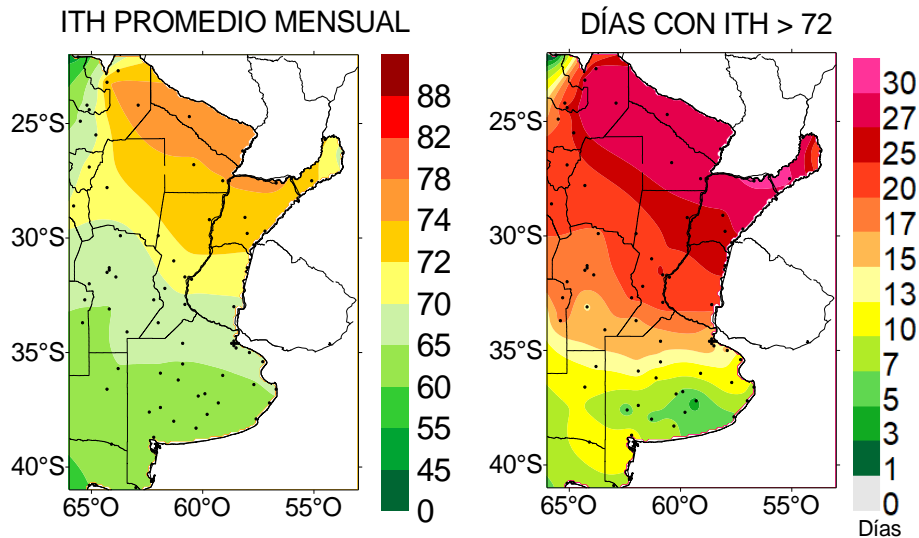 ITH PROMEDIO MENSUAL
25°S
30°S
35°S
40°S
65°O
60°O
55°O
88
82
78
74
72
70
65
60
55
45
0
DÍAS CON ITH > 72
25°S
30°S
35°S
40°S
65°O
60°O
55°O
30
27
25
20
17
15
13
10
7
5
3
1
0
Días